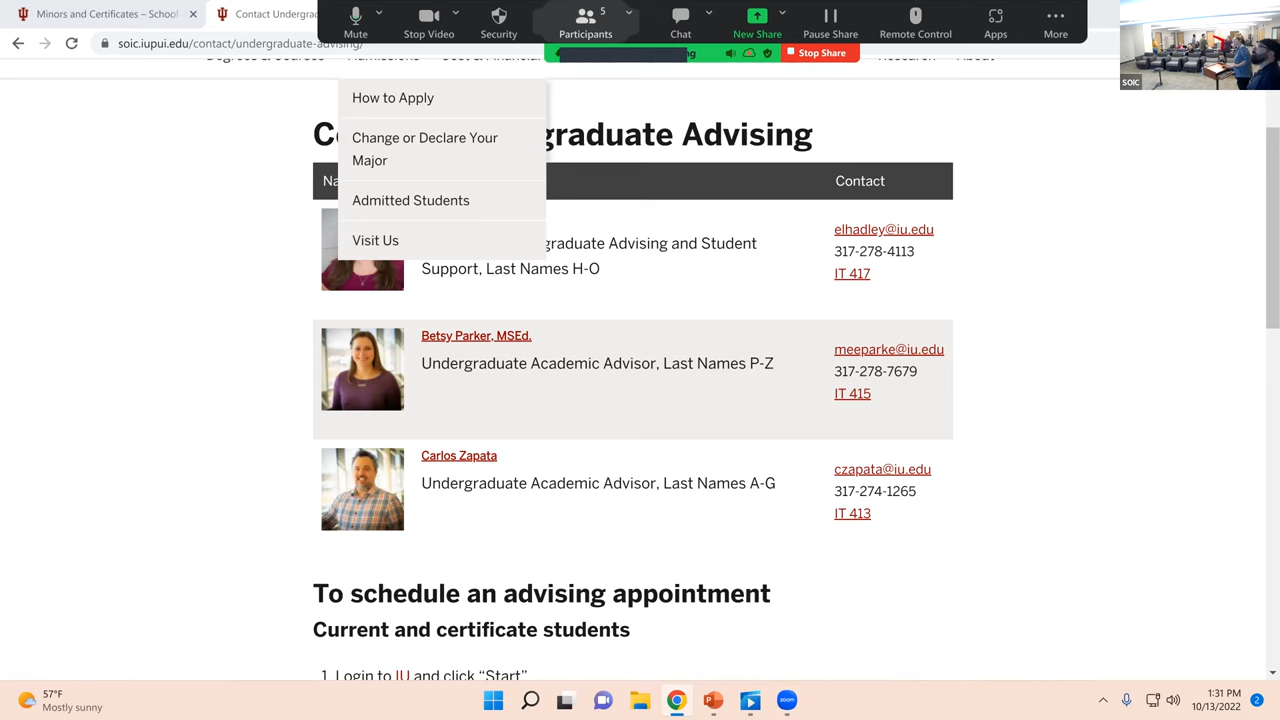 Minors and Certificates – School
Contact Undergrad
Mute
Stop Video
Security
Participants
5
Chat
New Share
Pause Share
Remote Control
Apps
More
Stop Share
SOIC
soic.iupui.edu/contact/undergraduate-advising/
How to Apply
Change or Declare Your
Major
Admitted Students
Visit Us
graduate Advising
Contact
graduate Advising and Student
Support, Last Names H-O
elhadley@iu.edu
317-278-4113
IT 417
Betsy Parker, MSEd.
Undergraduate Academic Advisor, Last Names P-Z
meeparke@iu.edu
317-278-7679
IT 415
Carlos Zapata
Undergraduate Academic Advisor, Last Names A-G
czapata@iu.edu
317-274-1265
IT 413
To schedule an advising appointment
Current and certificate students
1. Login to IU and click “Start”
57°F
Mostly sunny
zoom
1:31 PM
10/13/2022
2